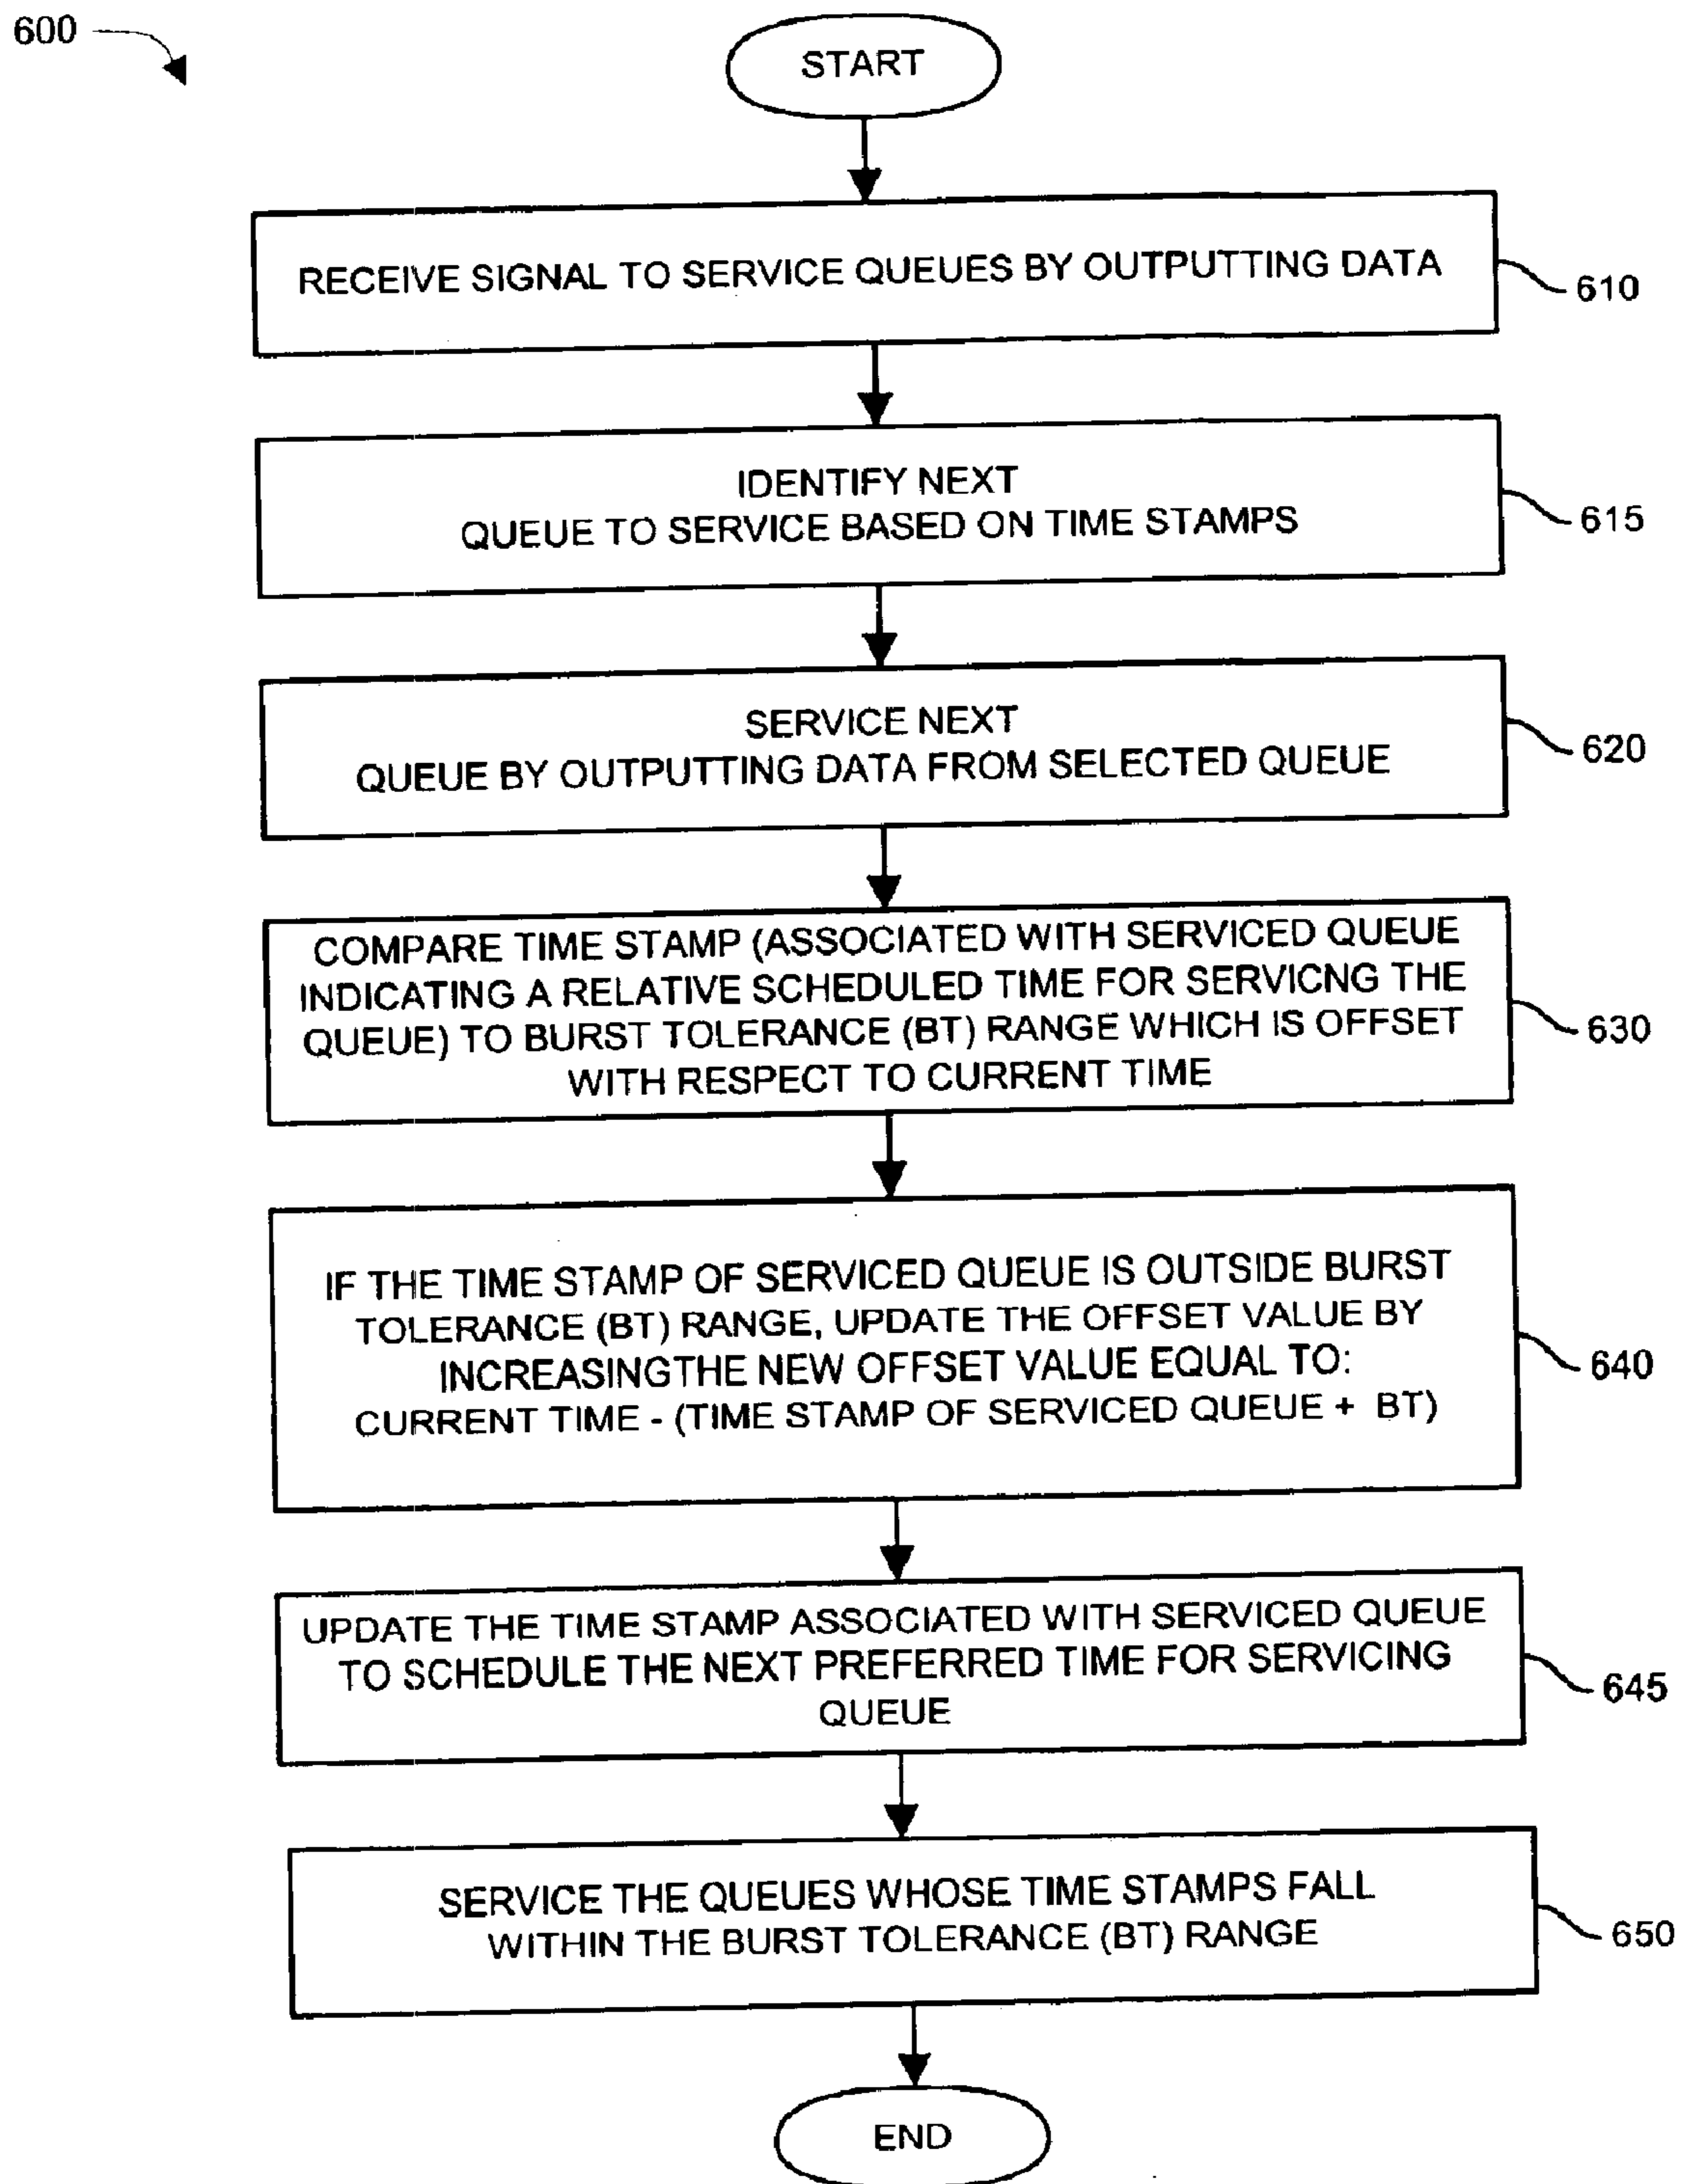 600
START
RECEIVE SIGNAL TO SERVICE QUEUES BY OUTPUTTING DATA
610
IDENTIFY NEXT
QUEUE TO SERVICE BASED ON TIME STAMPS
615
SERVICE NEXT
QUEUE BY OUTPUTTING DATA FROM SELECTED QUEUE
620
COMPARE TIME STAMP (ASSOCIATED WITH SERVICED QUEUE
INDICATING A RELATIVE SCHEDULED TIME FOR SERVICNG THE
QUEUE) TO BURST TOLERANCE (BT) RANGE WHICH IS OFFSET
WITH RESPECT TO CURRENT TIME
630
IF THE TIME STAMP OF SERVICED QUEUE IS OUTSIDE BURST
TOLERANCE (BT) RANGE, UPDATE THE OFFSET VALUE BY
INCREASINGTHE NEW OFFSET VALUE EQUAL TO:
CURRENT TIME - (TIME STAMP OF SERVICED QUEUE + BT)
640
UPDATE THE TIME STAMP ASSOCIATED WITH SERVICED QUEUE
TO SCHEDULE THE NEXT PREFERRED TIME FOR SERVICING
QUEUE
645
SERVICE THE QUEUES WHOSE TIME STAMPS FALL
WITHIN THE BURST TOLERANCE (BT) RANGE
650
END